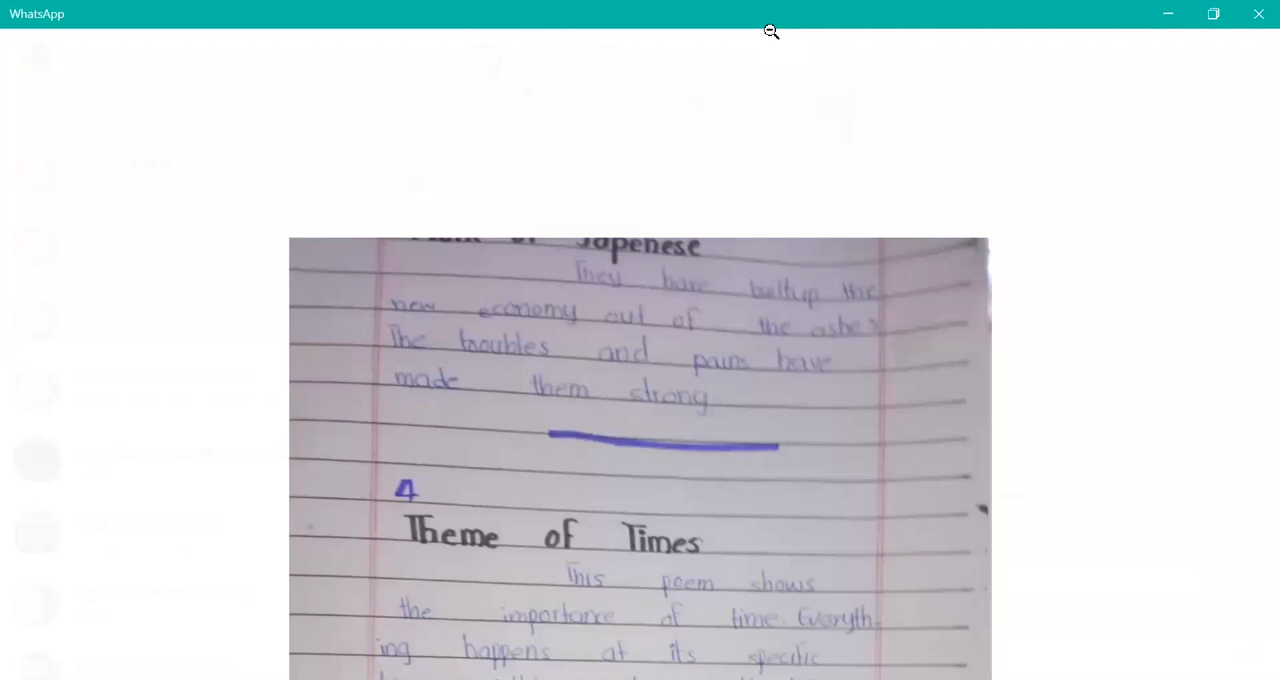 WhatsApp
of Japenese
They have builtup the
new economy out of the ashes
The troubles and pains have
made them strong
4
Theme of Times
This poem shows
the importance of time. Everyth-
ing happens at its specific